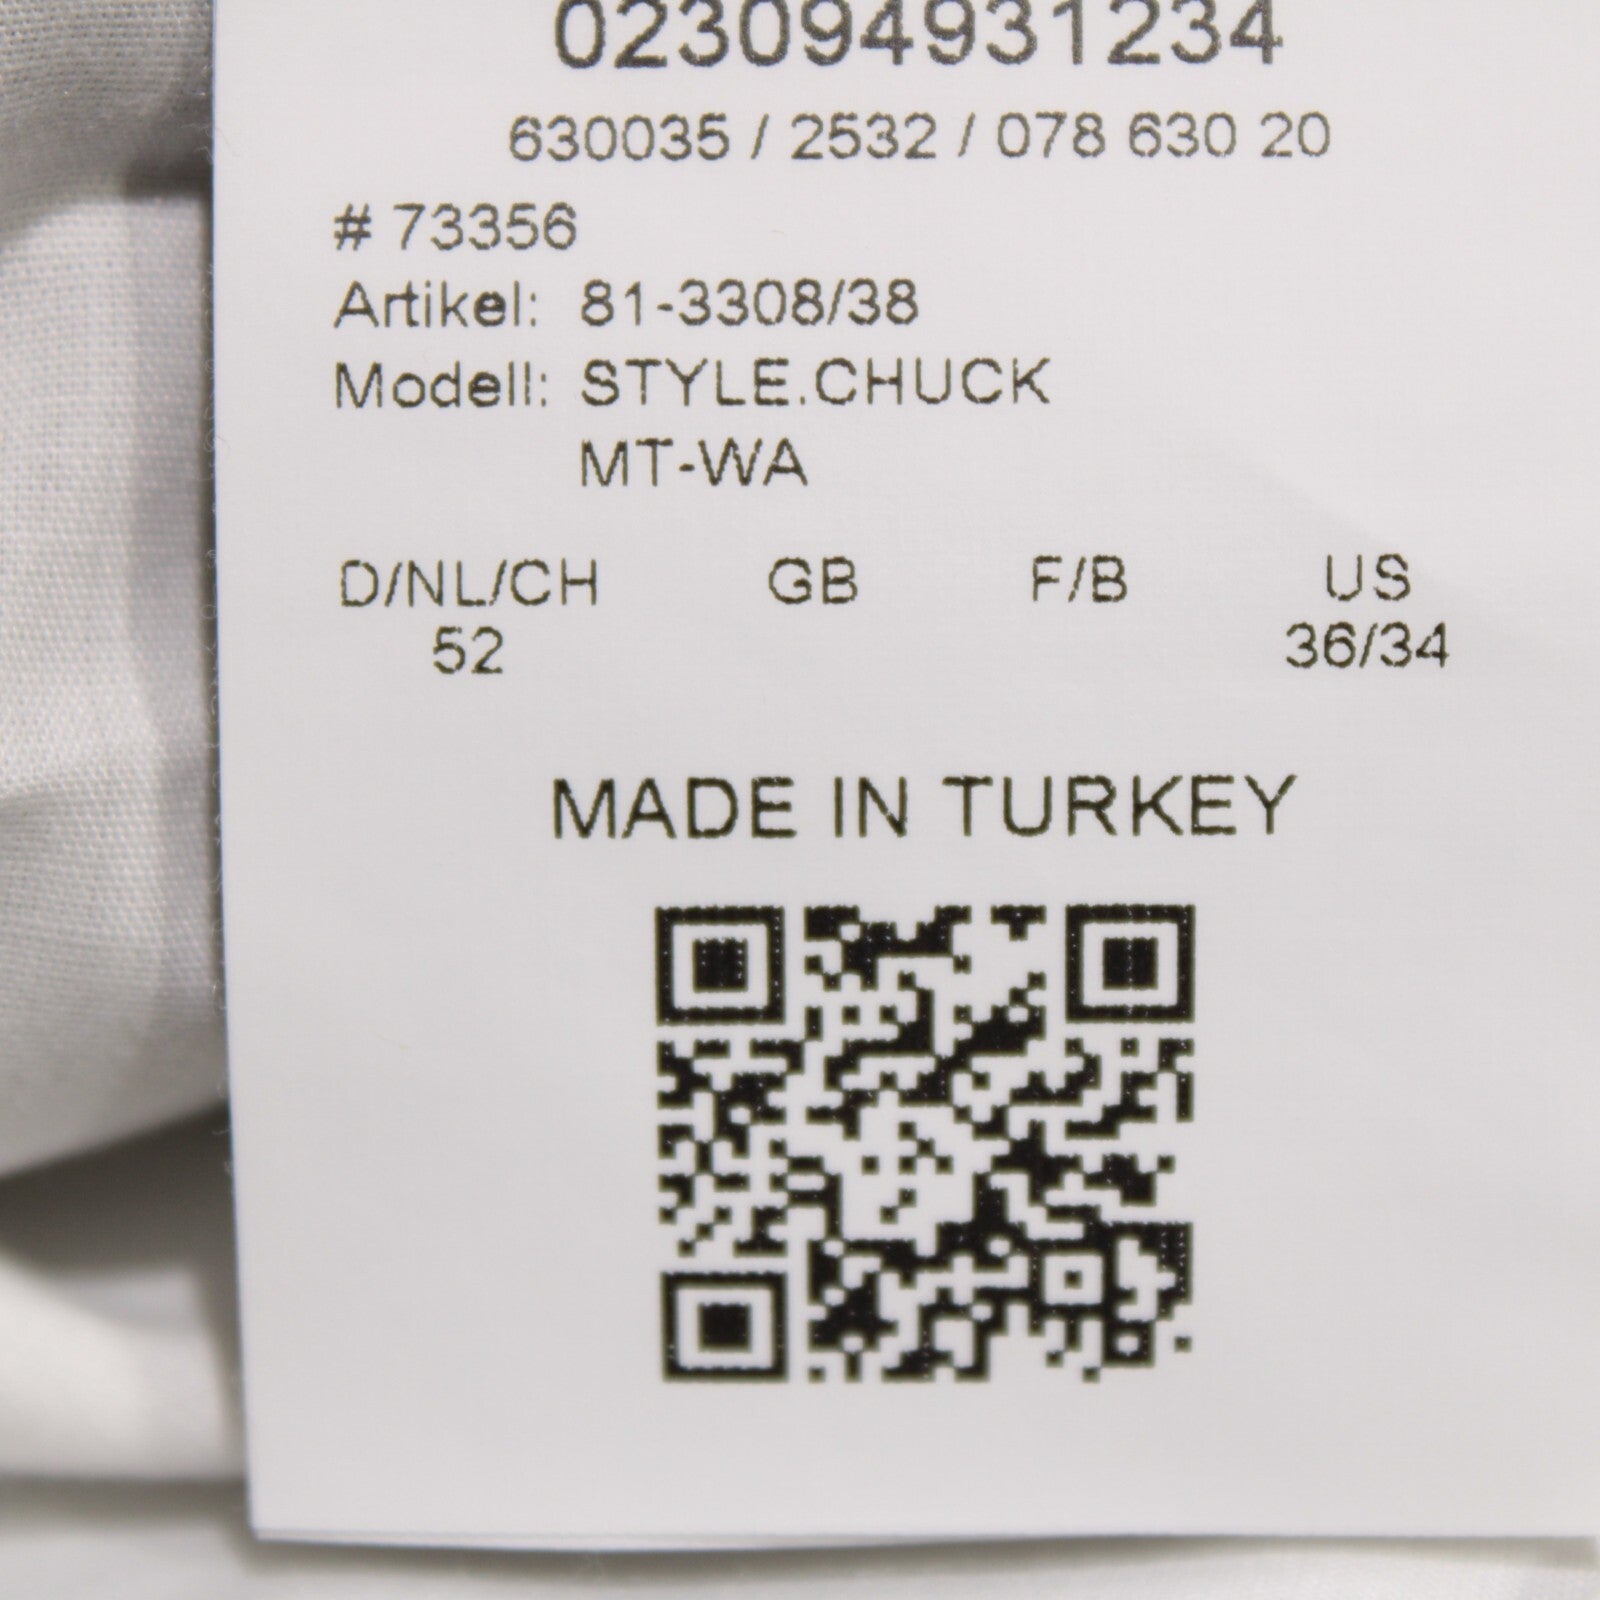 023094931234
630035 / 2532 / 078 630 20
# 73356
Artikel: 81-3308/38
Modell: STYLE.CHUCK
MT-WA
D/NL/CH GB F/B US
52 36/34
MADE IN TURKEY